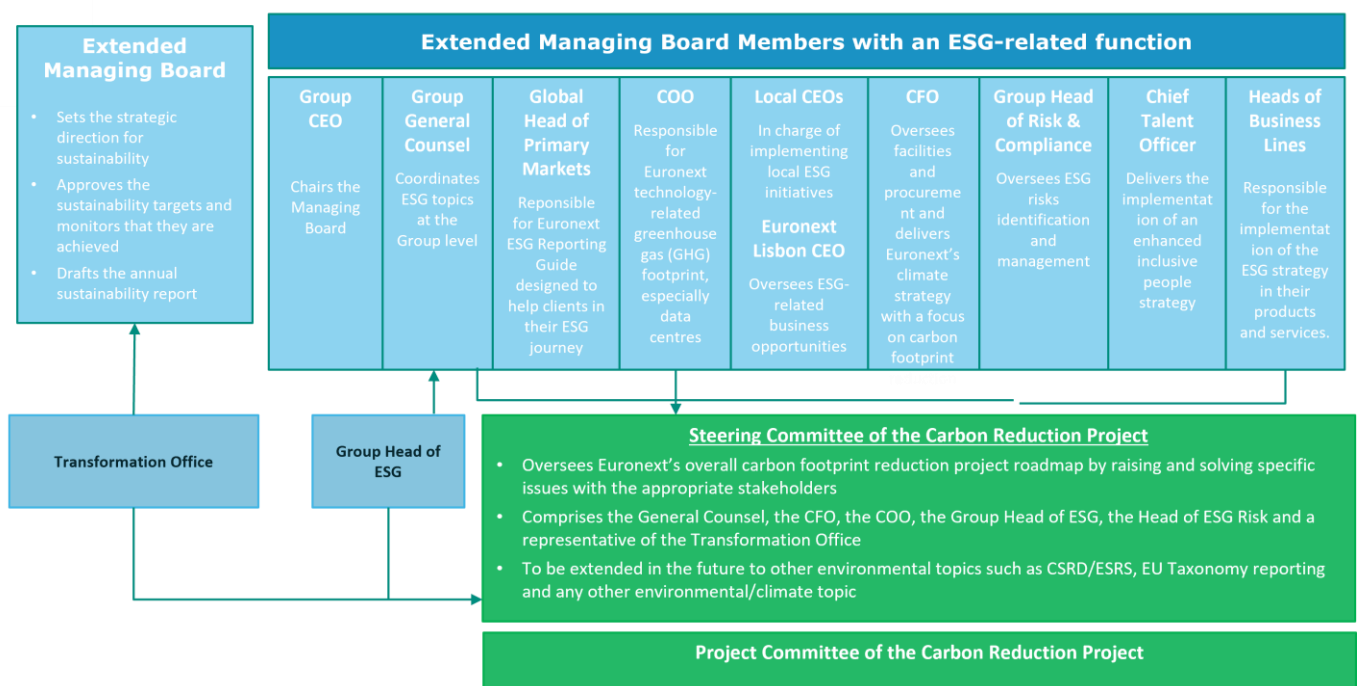 Extended
Managing Board
• Sets the strategic
direction for
sustainability
• Approves the
sustainability targets and
monitors that they are
achieved
• Drafts the annual
sustainability report
Extended Managing Board Members with an ESG-related function
Group
CEO
Chairs the
Managing
Board
Group
General
Counsel
Coordinates
ESG topics
at the
Group level
Global
Head of
Primary
Markets
Reponsible
for Euronext
ESG Reporting
Guide
designed to
help clients in
their ESG
journey
COO
Responsible
for
Euronext
technology-
related
greenhouse
gas (GHG)
footprint,
especially
data
centres
Local CEOs
In charge of
implementing
local ESG
initiatives
Euronext
Lisbon CEO
Oversees ESG-
related
business
opportunities
CFO
Oversees
facilities
and
procureme
nt and
delivers
Euronext’s
climate
strategy
with a focus
on carbon
footprint
Group Head
of Risk &
Compliance
Oversees ESG
risks
identification
and
management
Chief
Talent
Officer
Delivers the
implementat
ion of an
enhanced
inclusive
people
strategy
Heads of
Business
Lines
Responsible
for the
implementat
ion of the
ESG strategy
in their
products
and services.
Transformation Office
Group Head of
ESG
Steering Committee of the Carbon Reduction Project
• Oversees Euronext’s overall carbon footprint reduction project roadmap by raising and solving specific
issues with the appropriate stakeholders
• Comprises the General Counsel, the CFO, the COO, the Group Head of ESG, the Head of ESG Risk and a
representative of the Transformation Office
• To be extended in the future to other environmental topics such as CSRD/ESRS, EU Taxonomy reporting
and any other environmental/climate topic
Project Committee of the Carbon Reduction Project